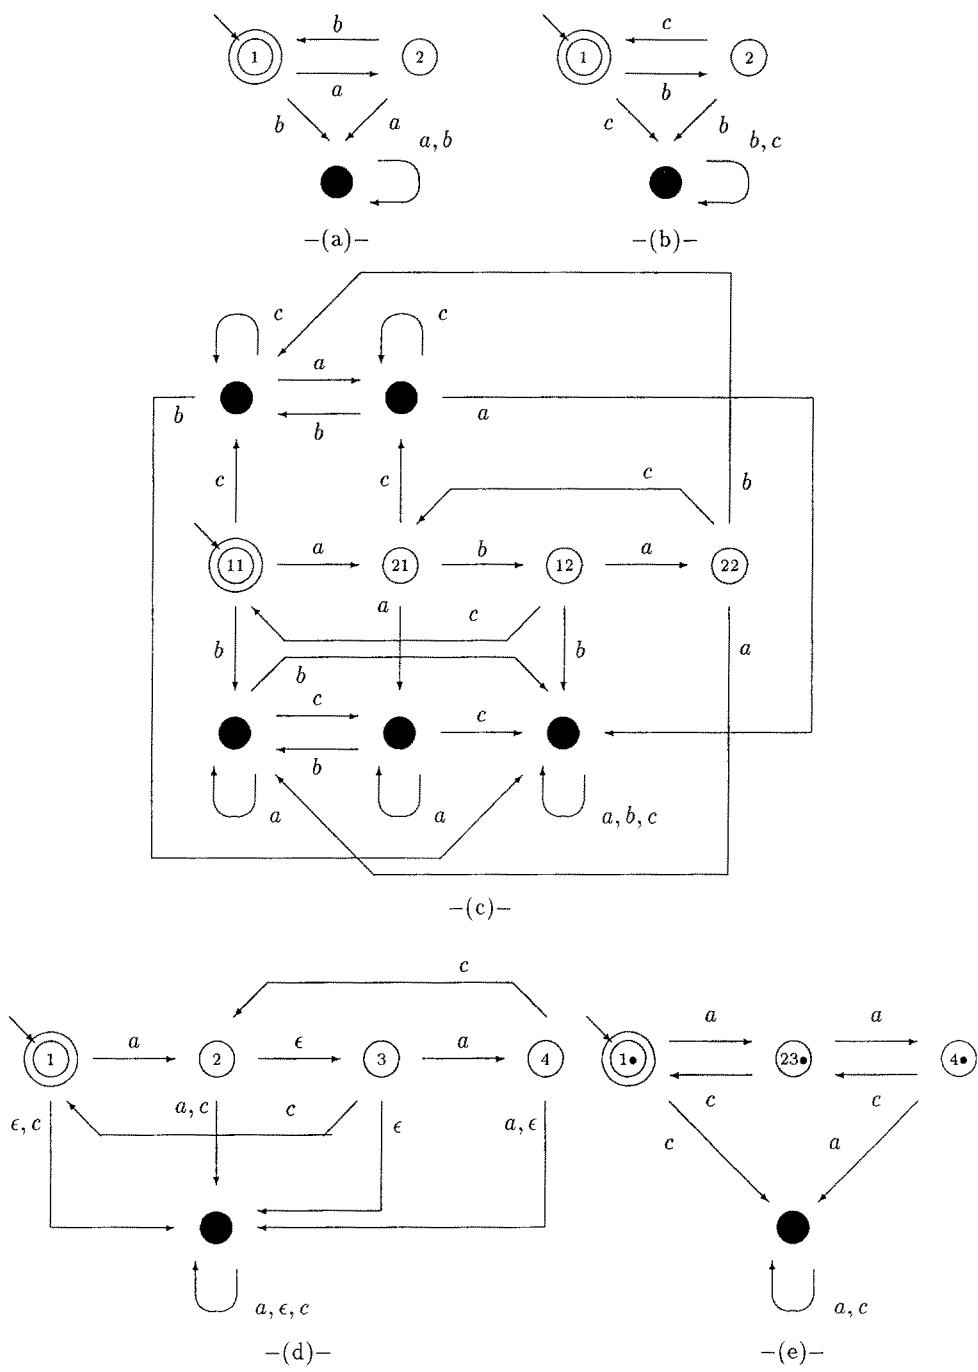 b
1
2
a
b
a
a, b
–(a)–
c
1
2
b
c
b
b, c
–(b)–
c
c
a
b
b
a
c
c
c
b
11
a
21
b
12
a
22
a
c
b
b
a
b
c
c
b
a
a
a, b, c
–(c)–
c
1
a
2
ϵ
3
a
4
ϵ, c
a, c
c
ϵ
a, ϵ
a, ϵ, c
–(d)–
a
a
1•
23•
4•
c
c
c
a
a, c
–(e)–